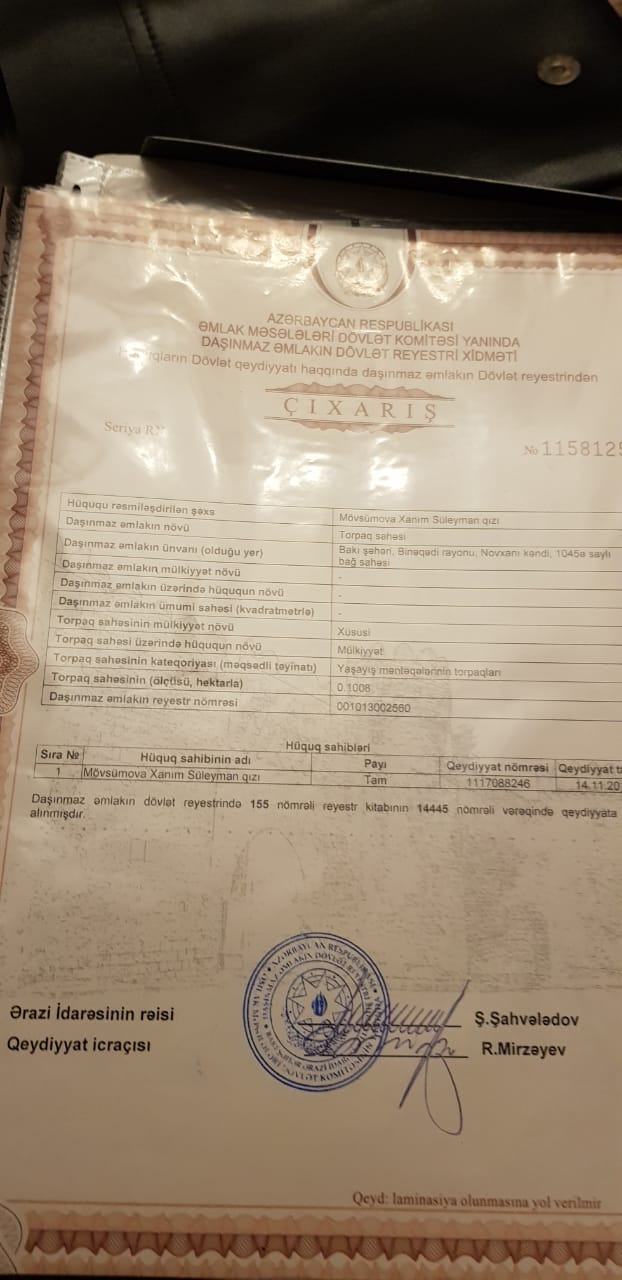 AZƏRBAYCAN RESPUBLİKASI
ƏMLAK MƏSƏLƏLƏRİ DÖVLƏT KOMİTƏSİ YANINDA
DAŞINMAZ ƏMLAKIN DÖVLƏT REYESTRİ XİDMƏTİ
Dövlət qeydiyyatı haqqında daşınmaz əmlakın Dövlət reyestrindən
ÇIXARIŞ
Seriya
№ 1158125
Hüququ rəsmiləşdirilən şəxs Mövsümova Xanım Süleyman qızı
Daşınmaz əmlakın növü Torpaq sahəsi
Daşınmaz əmlakın ünvanı (olduğu yer) Bakı şəhəri, Binəqədi rayonu, Novxanı kəndi, 1045ə saylı
bağ sahəsi
Daşınmaz əmlakın mülkiyyət növü -
Daşınmaz əmlakın üzərində hüququn növü -
Daşınmaz əmlakın ümumi sahəsi (kvadratmetrlə) -
Torpaq sahəsinin mülkiyyət növü Xüsusi
Torpaq sahəsi üzərində hüququn növü Mülkiyyət
Torpaq sahəsinin kateqoriyası (məqsədli təyinatı) Yaşayış məntəqələrinin torpaqları
Torpaq sahəsinin (ölçüsü, hektarla) 0.1008
Daşınmaz əmlakın reyestr nömrəsi 001013002560
Hüquq sahibləri
Sıra № Hüquq sahibinin adı Payı Qeydiyyat nömrəsi Qeydiyyat
1 Mövsümova Xanım Süleyman qızı Tam 1117088246 14.11.20
Daşınmaz əmlakın dövlət reyestrində 155 nömrəli reyestr kitabının 14445 nömrəli vərəqində qeydiyyata
alınmışdır.
Ərazi İdarəsinin rəisi Ş.Şahvələdov
Qeydiyyat icraçısı R.Mirzəyev
Qeyd: laminasiya olunmasına yol verilmir